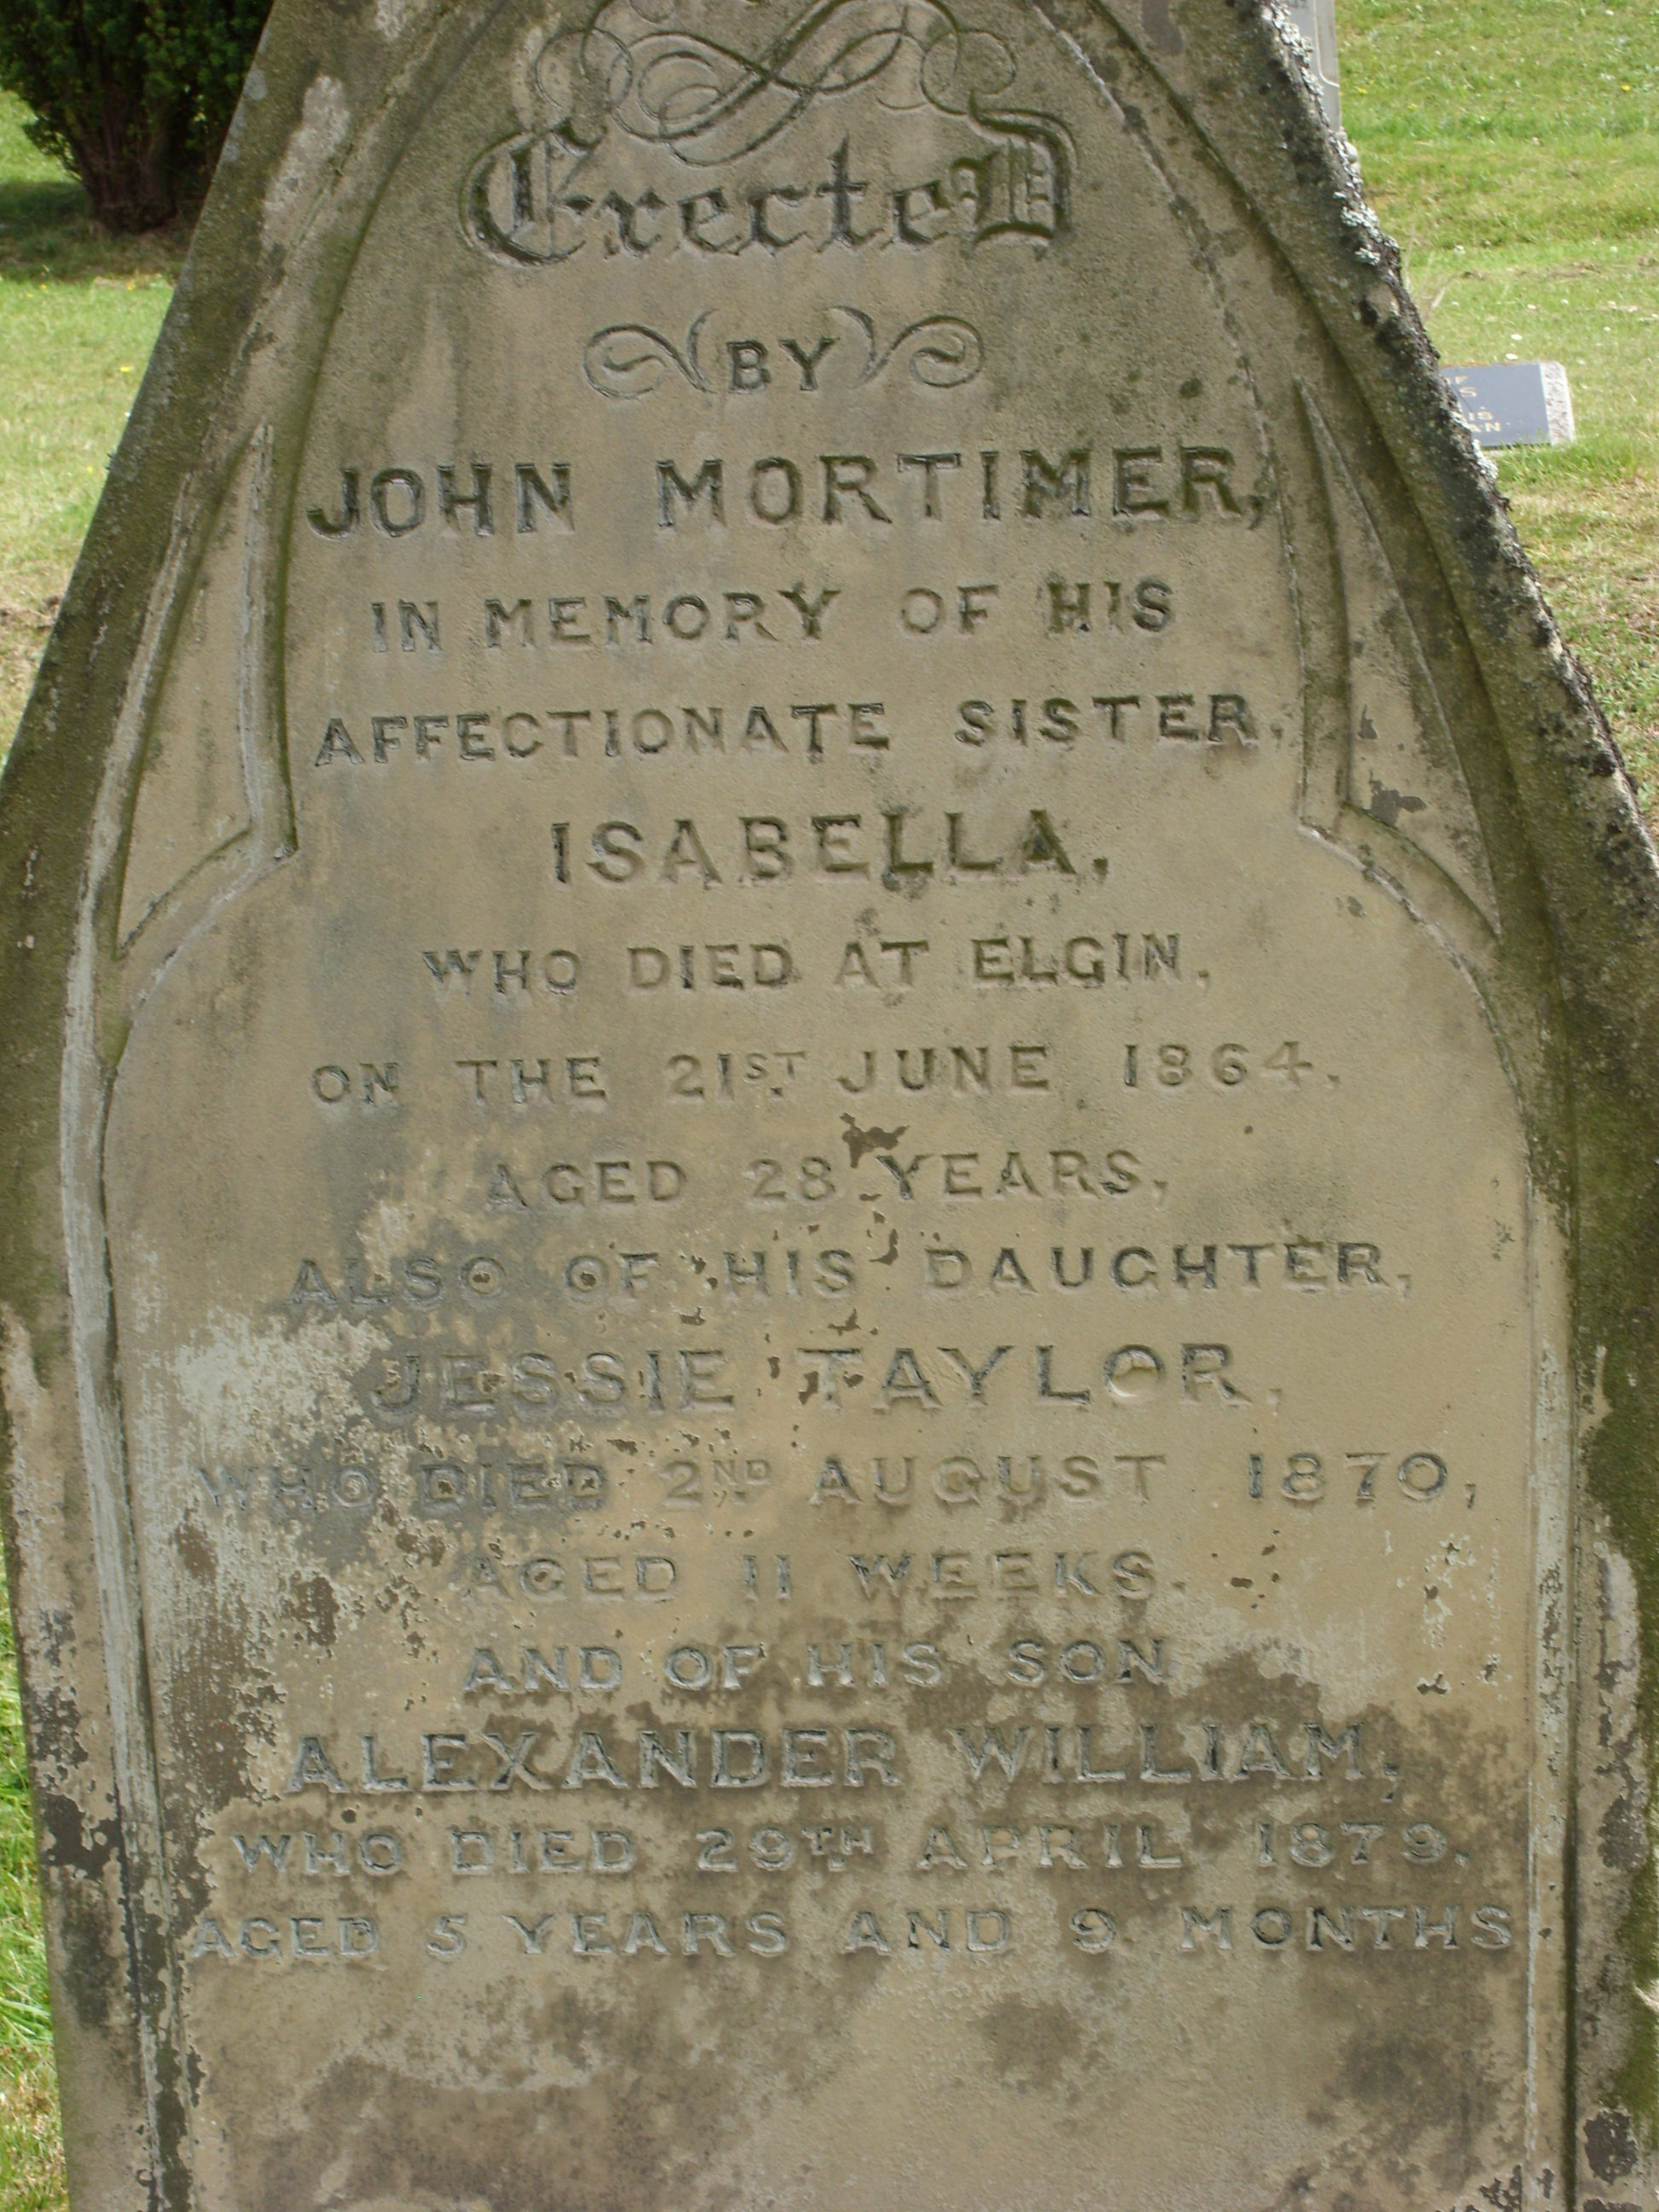 Erected
BY
JOHN MORTIMER,
IN MEMORY OF HIS
AFFECTIONATE SISTER,
ISABELLA,
WHO DIED AT ELGIN,
ON THE 21ST JUNE 1864,
AGED 28 YEARS,
ALSO OF HIS DAUGHTER,
JESSIE TAYLOR,
WHO DIED 2ND AUGUST 1870,
AGED 11 WEEKS.
AND OF HIS SON
ALEXANDER WILLIAM,
WHO DIED 29TH APRIL 1879,
AGED 5 YEARS AND 9 MONTHS